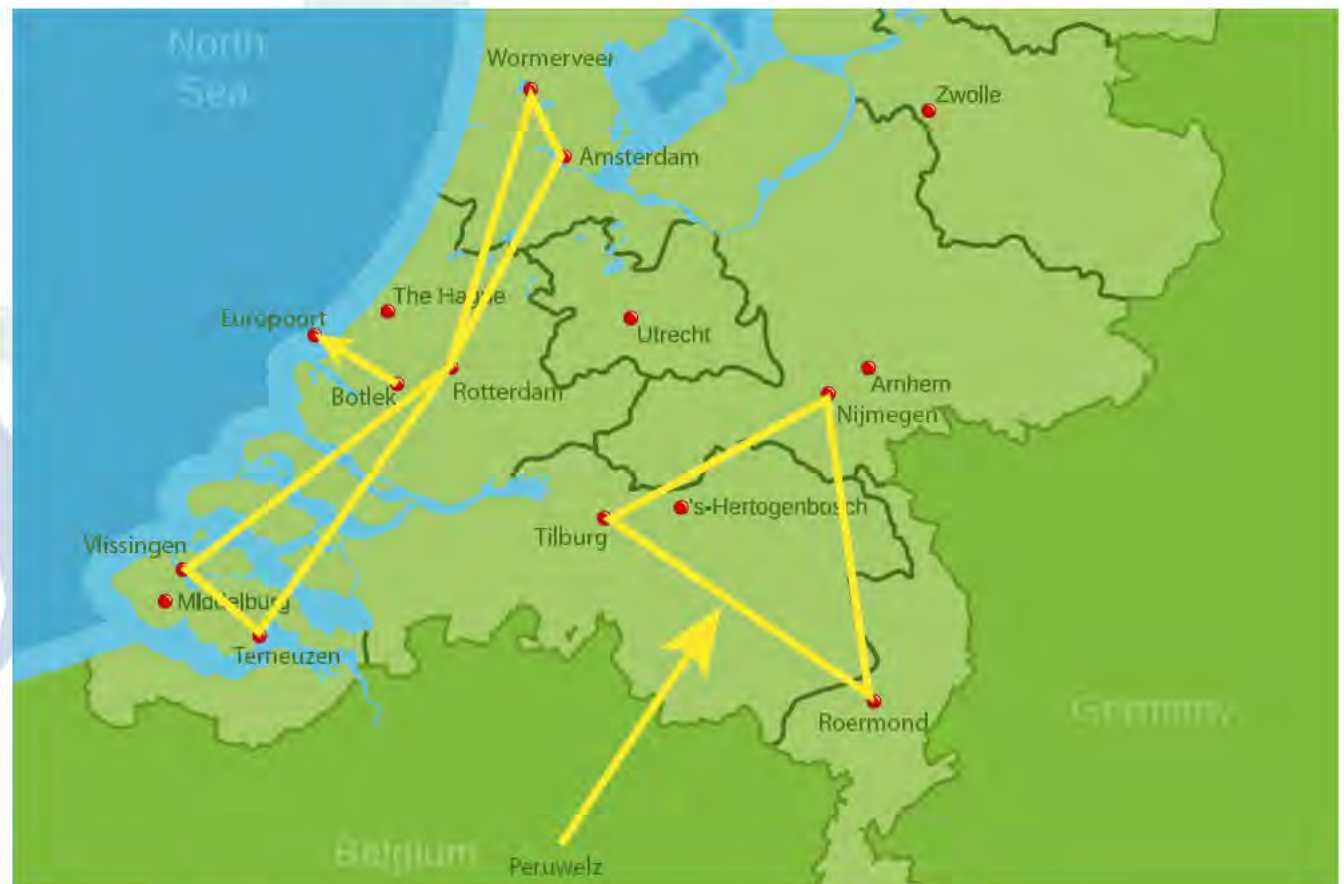 North
Sea
Wormerveer
Zwolle
Amsterdam
The Hague
Europoort
Utrecht
Arnhem
Botlek
Rotterdam
Nijmegen
's-Hertogenbosch
Tilburg
Vlissingen
Middelburg
Terneuzen
Germany
Roermond
Belgium
Peruwelz